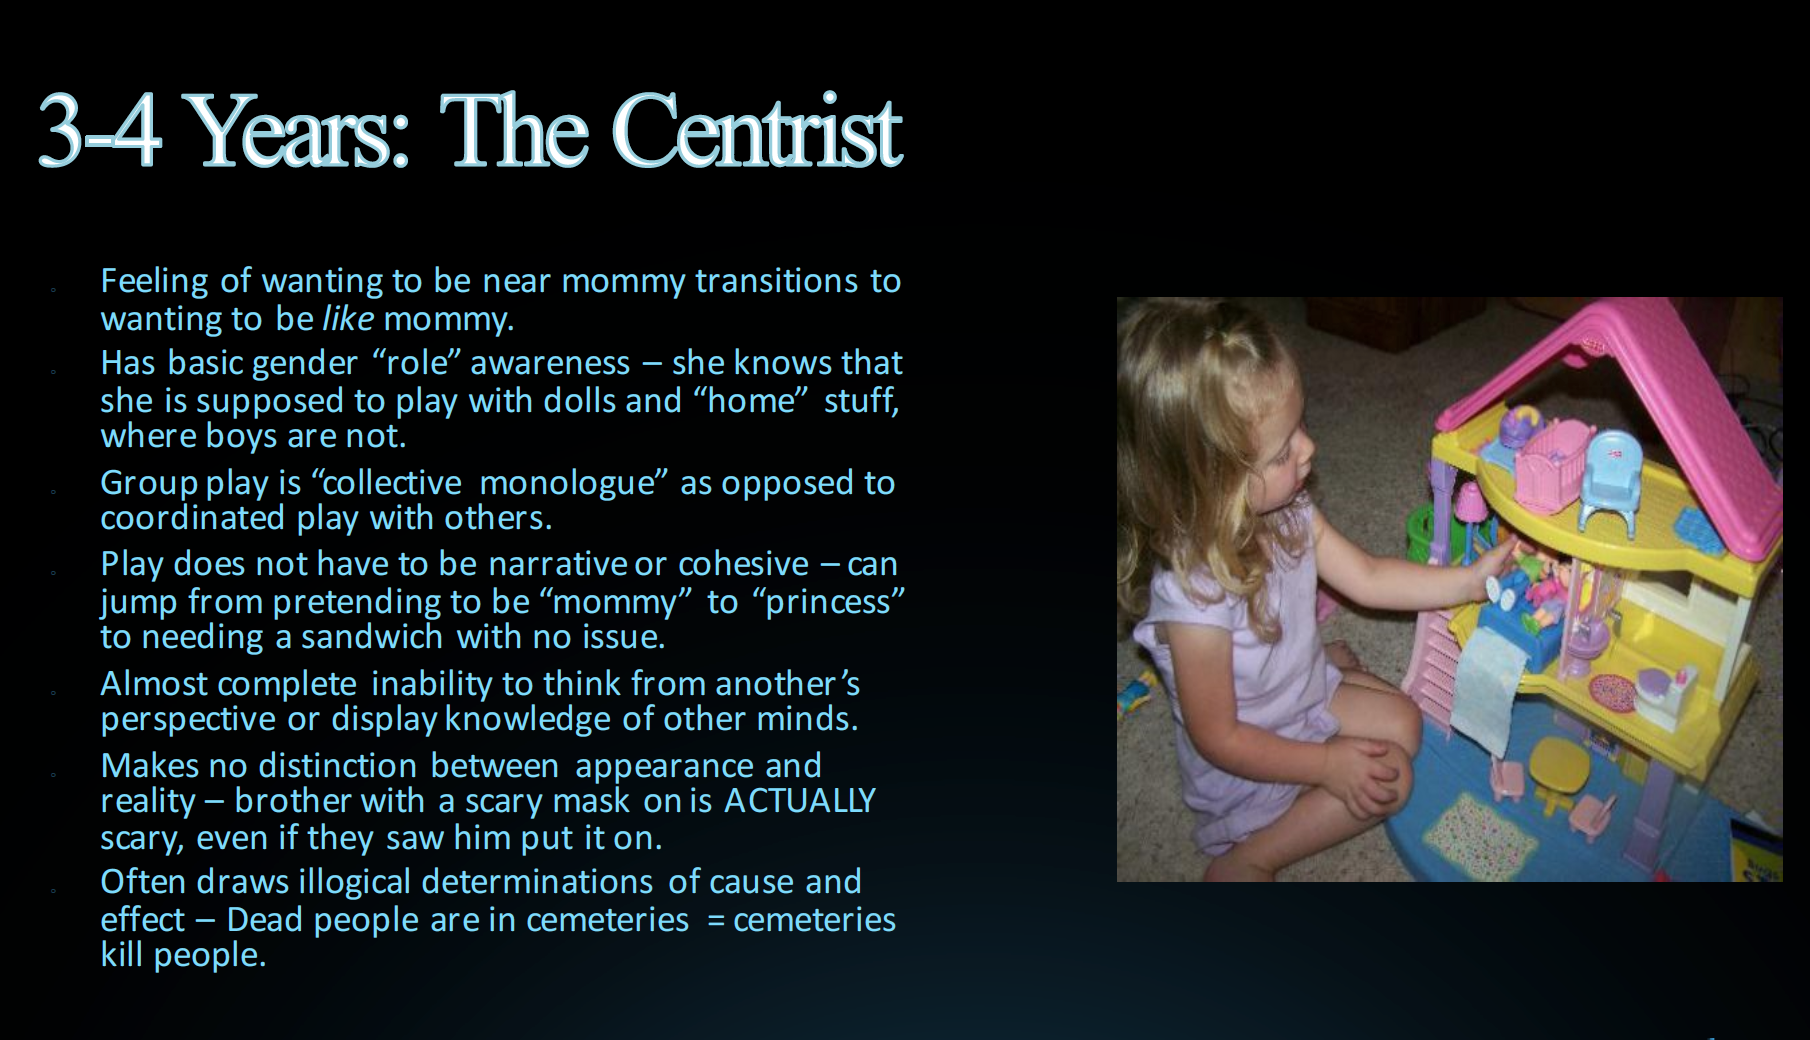 3-4 Years: The Centrist
Feeling of wanting to be near mommy transitions to
wanting to be like mommy.
Has basic gender “role” awareness – she knows that
she is supposed to play with dolls and “home” stuff,
where boys are not.
Group play is “collective monologue” as opposed to
coordinated play with others.
Play does not have to be narrative or cohesive – can
jump from pretending to be “mommy” to “princess”
to needing a sandwich with no issue.
Almost complete inability to think from another’s
perspective or display knowledge of other minds.
Makes no distinction between appearance and
reality – brother with a scary mask on is ACTUALLY
scary, even if they saw him put it on.
Often draws illogical determinations of cause and
effect – Dead people are in cemeteries = cemeteries
kill people.